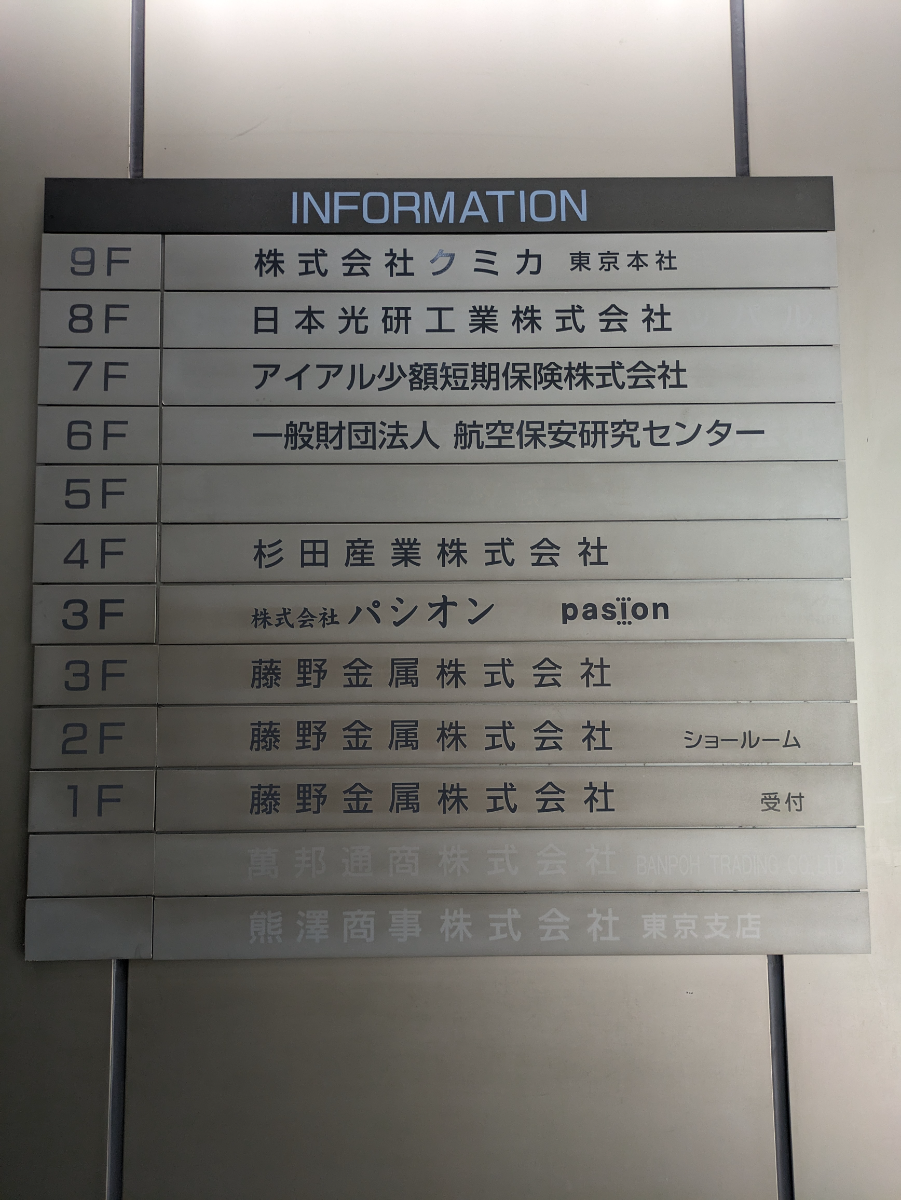 INFORMATION
9F 株式会社クミカ 東京本社
8F 日本光研工業株式会社
7F アイアル少額短期保険株式会社
6F 一般財団法人 航空保安研究センター
5F
4F 杉田産業株式会社
3F 株式会社 パシオン pasion
3F 藤野金属株式会社
2F 藤野金属株式会社 ショールーム
1F 藤野金属株式会社 受付
萬邦通商株式会社 BANPOH TRADING CO.,LTD
熊澤商事株式会社 東京支店